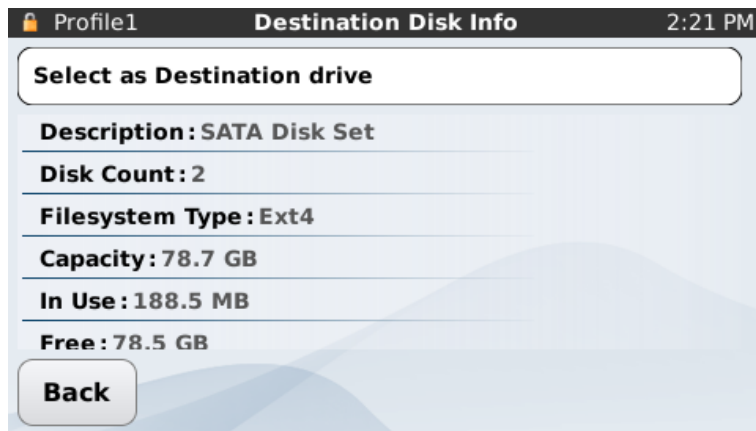 Profile1 Destination Disk Info 2:21 PM
Select as Destination drive
Description: SATA Disk Set
Disk Count: 2
Filesystem Type: Ext4
Capacity: 78.7 GB
In Use: 188.5 MB
Free: 78.5 GB
Back